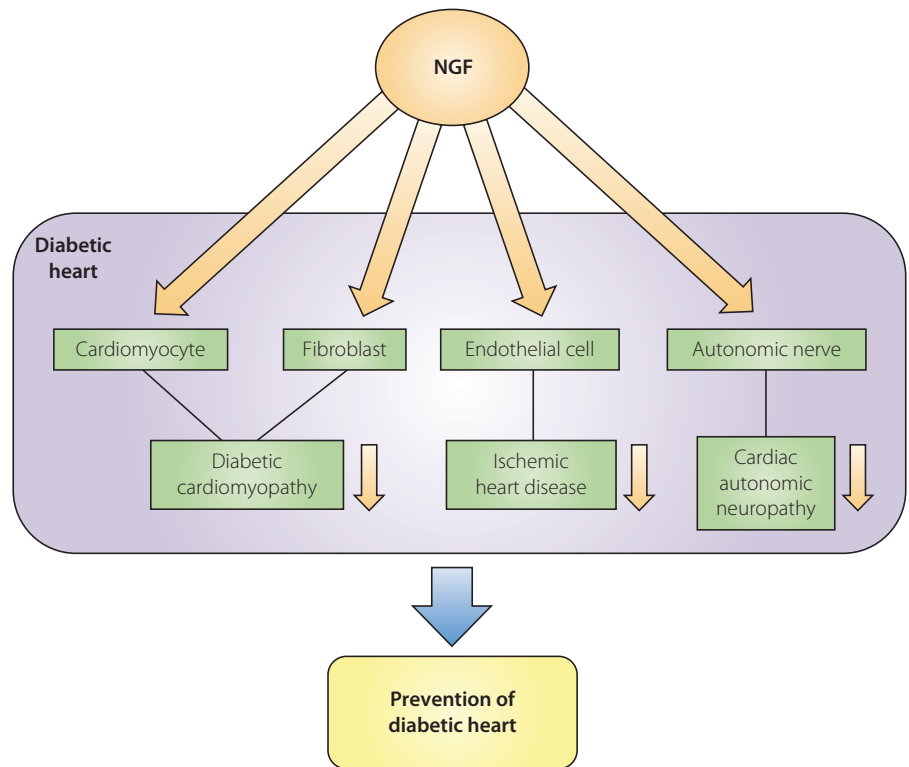 NGF
Diabetic
heart
Cardiomyocyte
Fibroblast
Endothelial cell
Autonomic nerve
Diabetic
cardiomyopathy
Ischemic
heart disease
Cardiac
autonomic
neuropathy
Prevention of
diabetic heart